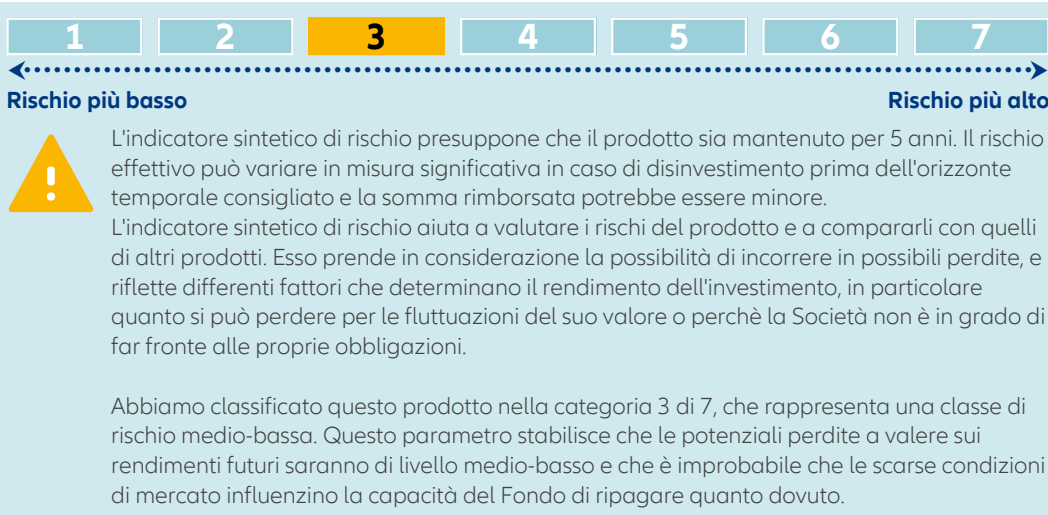 1 2 3 4 5 6 7
Rischio più basso Rischio più alto
L'indicatore sintetico di rischio presuppone che il prodotto sia mantenuto per 5 anni. Il rischio
effettivo può variare in misura significativa in caso di disinvestimento prima dell'orizzonte
temporale consigliato e la somma rimborsata potrebbe essere minore.
L'indicatore sintetico di rischio aiuta a valutare i rischi del prodotto e a compararli con quelli
di altri prodotti. Esso prende in considerazione la possibilità di incorrere in possibili perdite, e
riflette differenti fattori che determinano il rendimento dell'investimento, in particolare
quanto si può perdere per le fluttuazioni del suo valore o perchè la Società non è in grado di
far fronte alle proprie obbligazioni.
Abbiamo classificato questo prodotto nella categoria 3 di 7, che rappresenta una classe di
rischio medio-bassa. Questo parametro stabilisce che le potenziali perdite a valere sui
rendimenti futuri saranno di livello medio-basso e che è improbabile che le scarse condizioni
di mercato influenzino la capacità del Fondo di ripagare quanto dovuto.